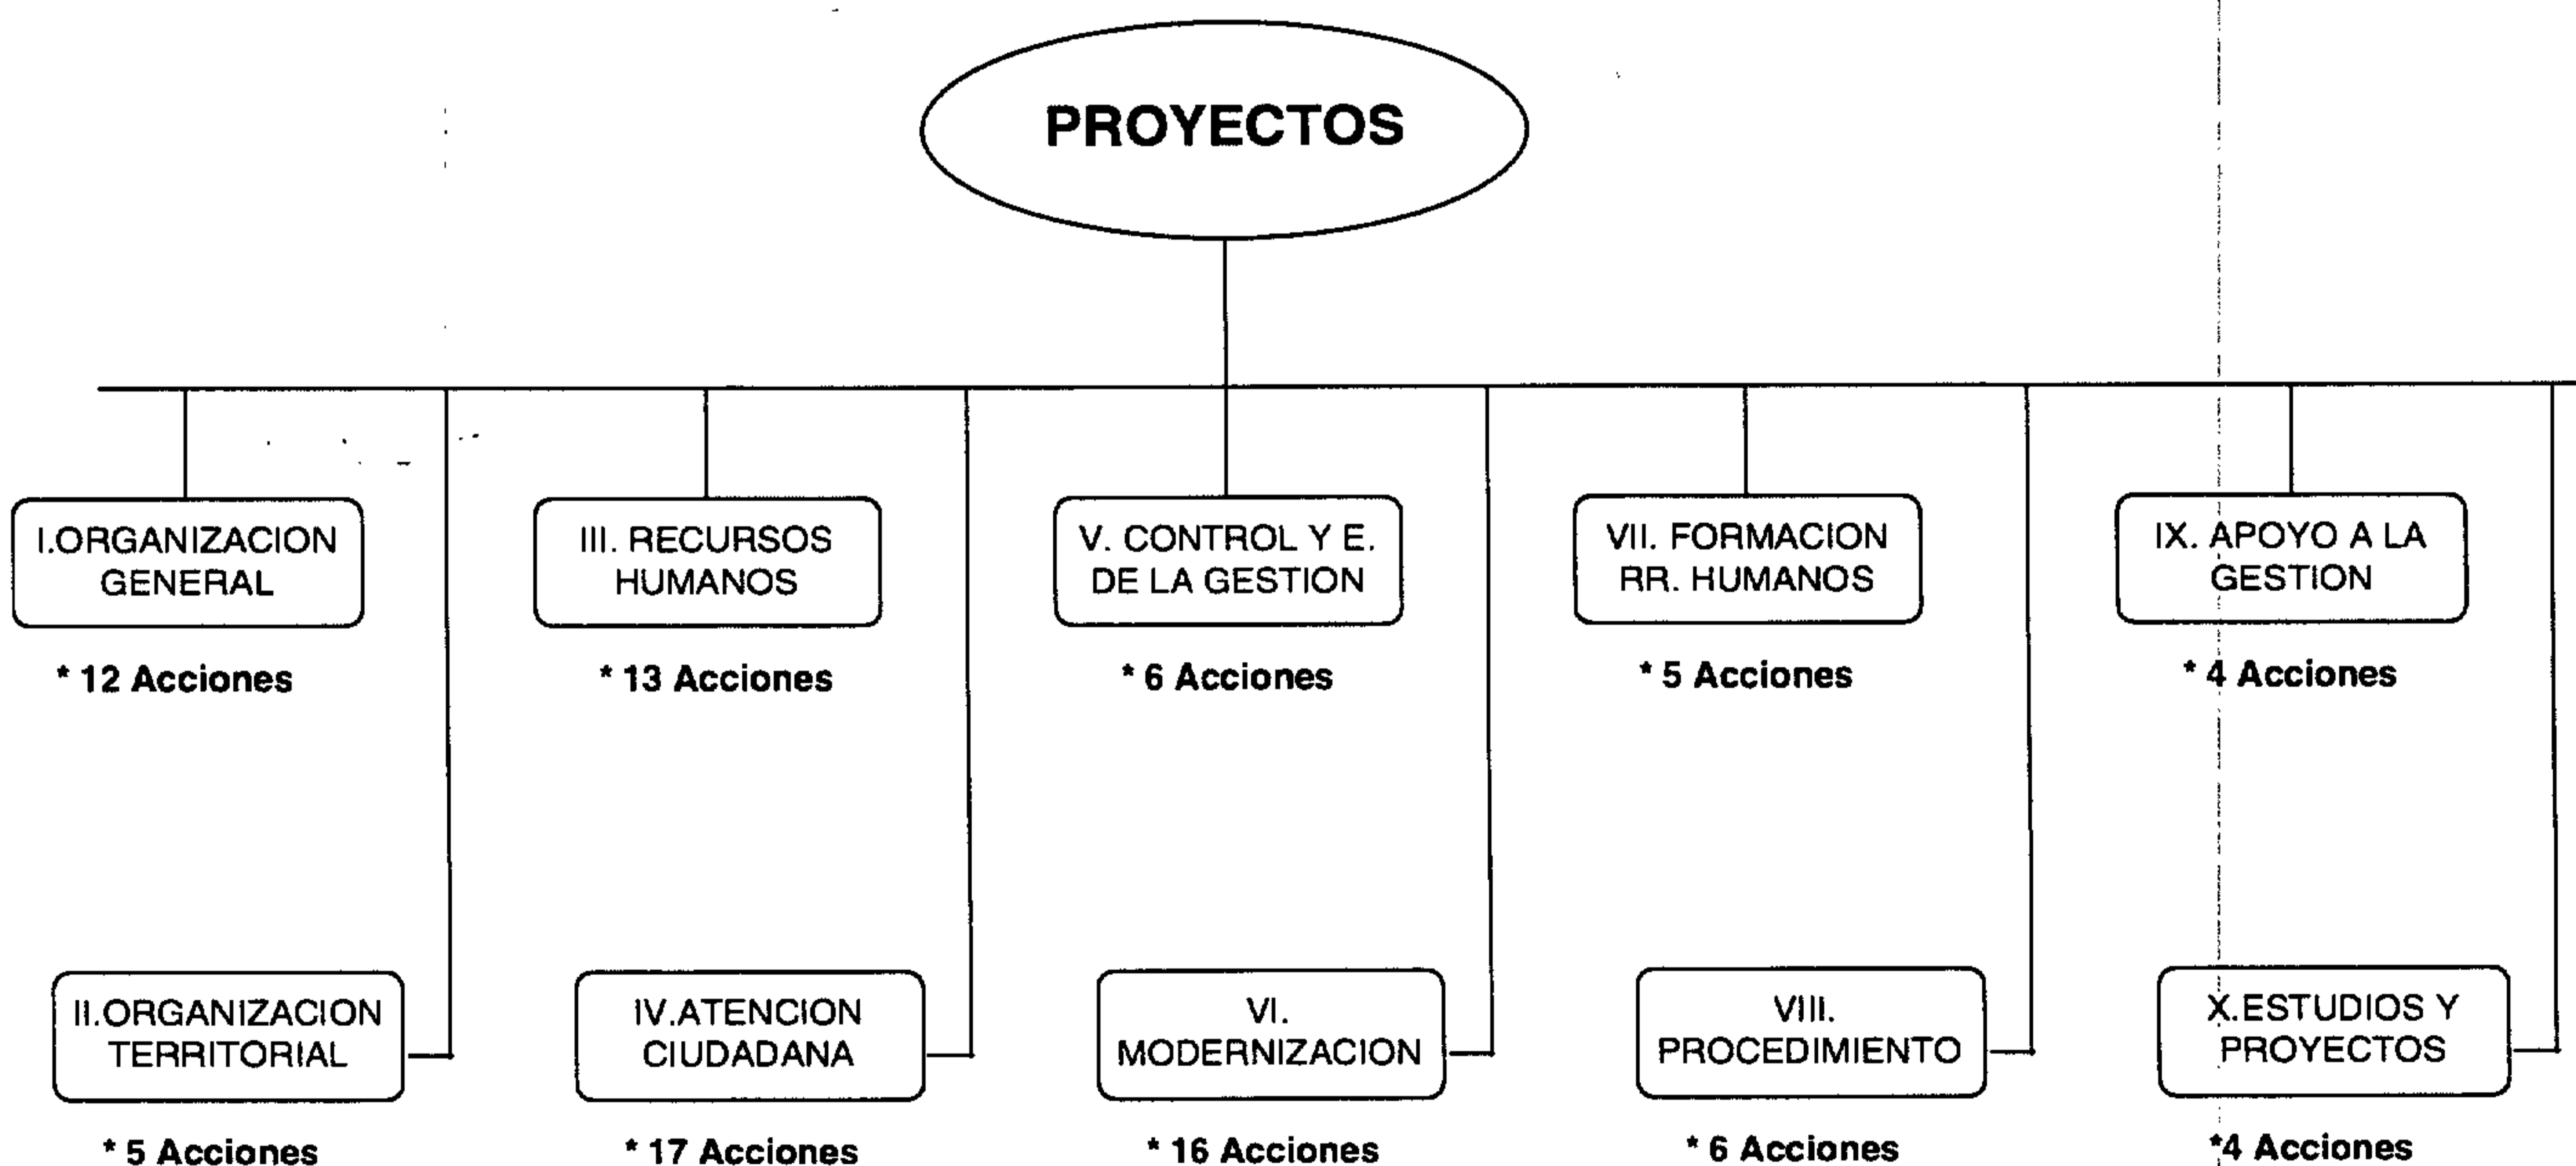 PROYECTOS
I.ORGANIZACION
GENERAL
* 12 Acciones
III. RECURSOS
HUMANOS
* 13 Acciones
V. CONTROL Y E.
DE LA GESTION
* 6 Acciones
VII. FORMACION
RR. HUMANOS
* 5 Acciones
IX. APOYO A LA
GESTION
* 4 Acciones
II.ORGANIZACION
TERRITORIAL
* 5 Acciones
IV.ATENCION
CIUDADANA
* 17 Acciones
VI.
MODERNIZACION
* 16 Acciones
VIII.
PROCEDIMIENTO
* 6 Acciones
X.ESTUDIOS Y
PROYECTOS
*4 Acciones